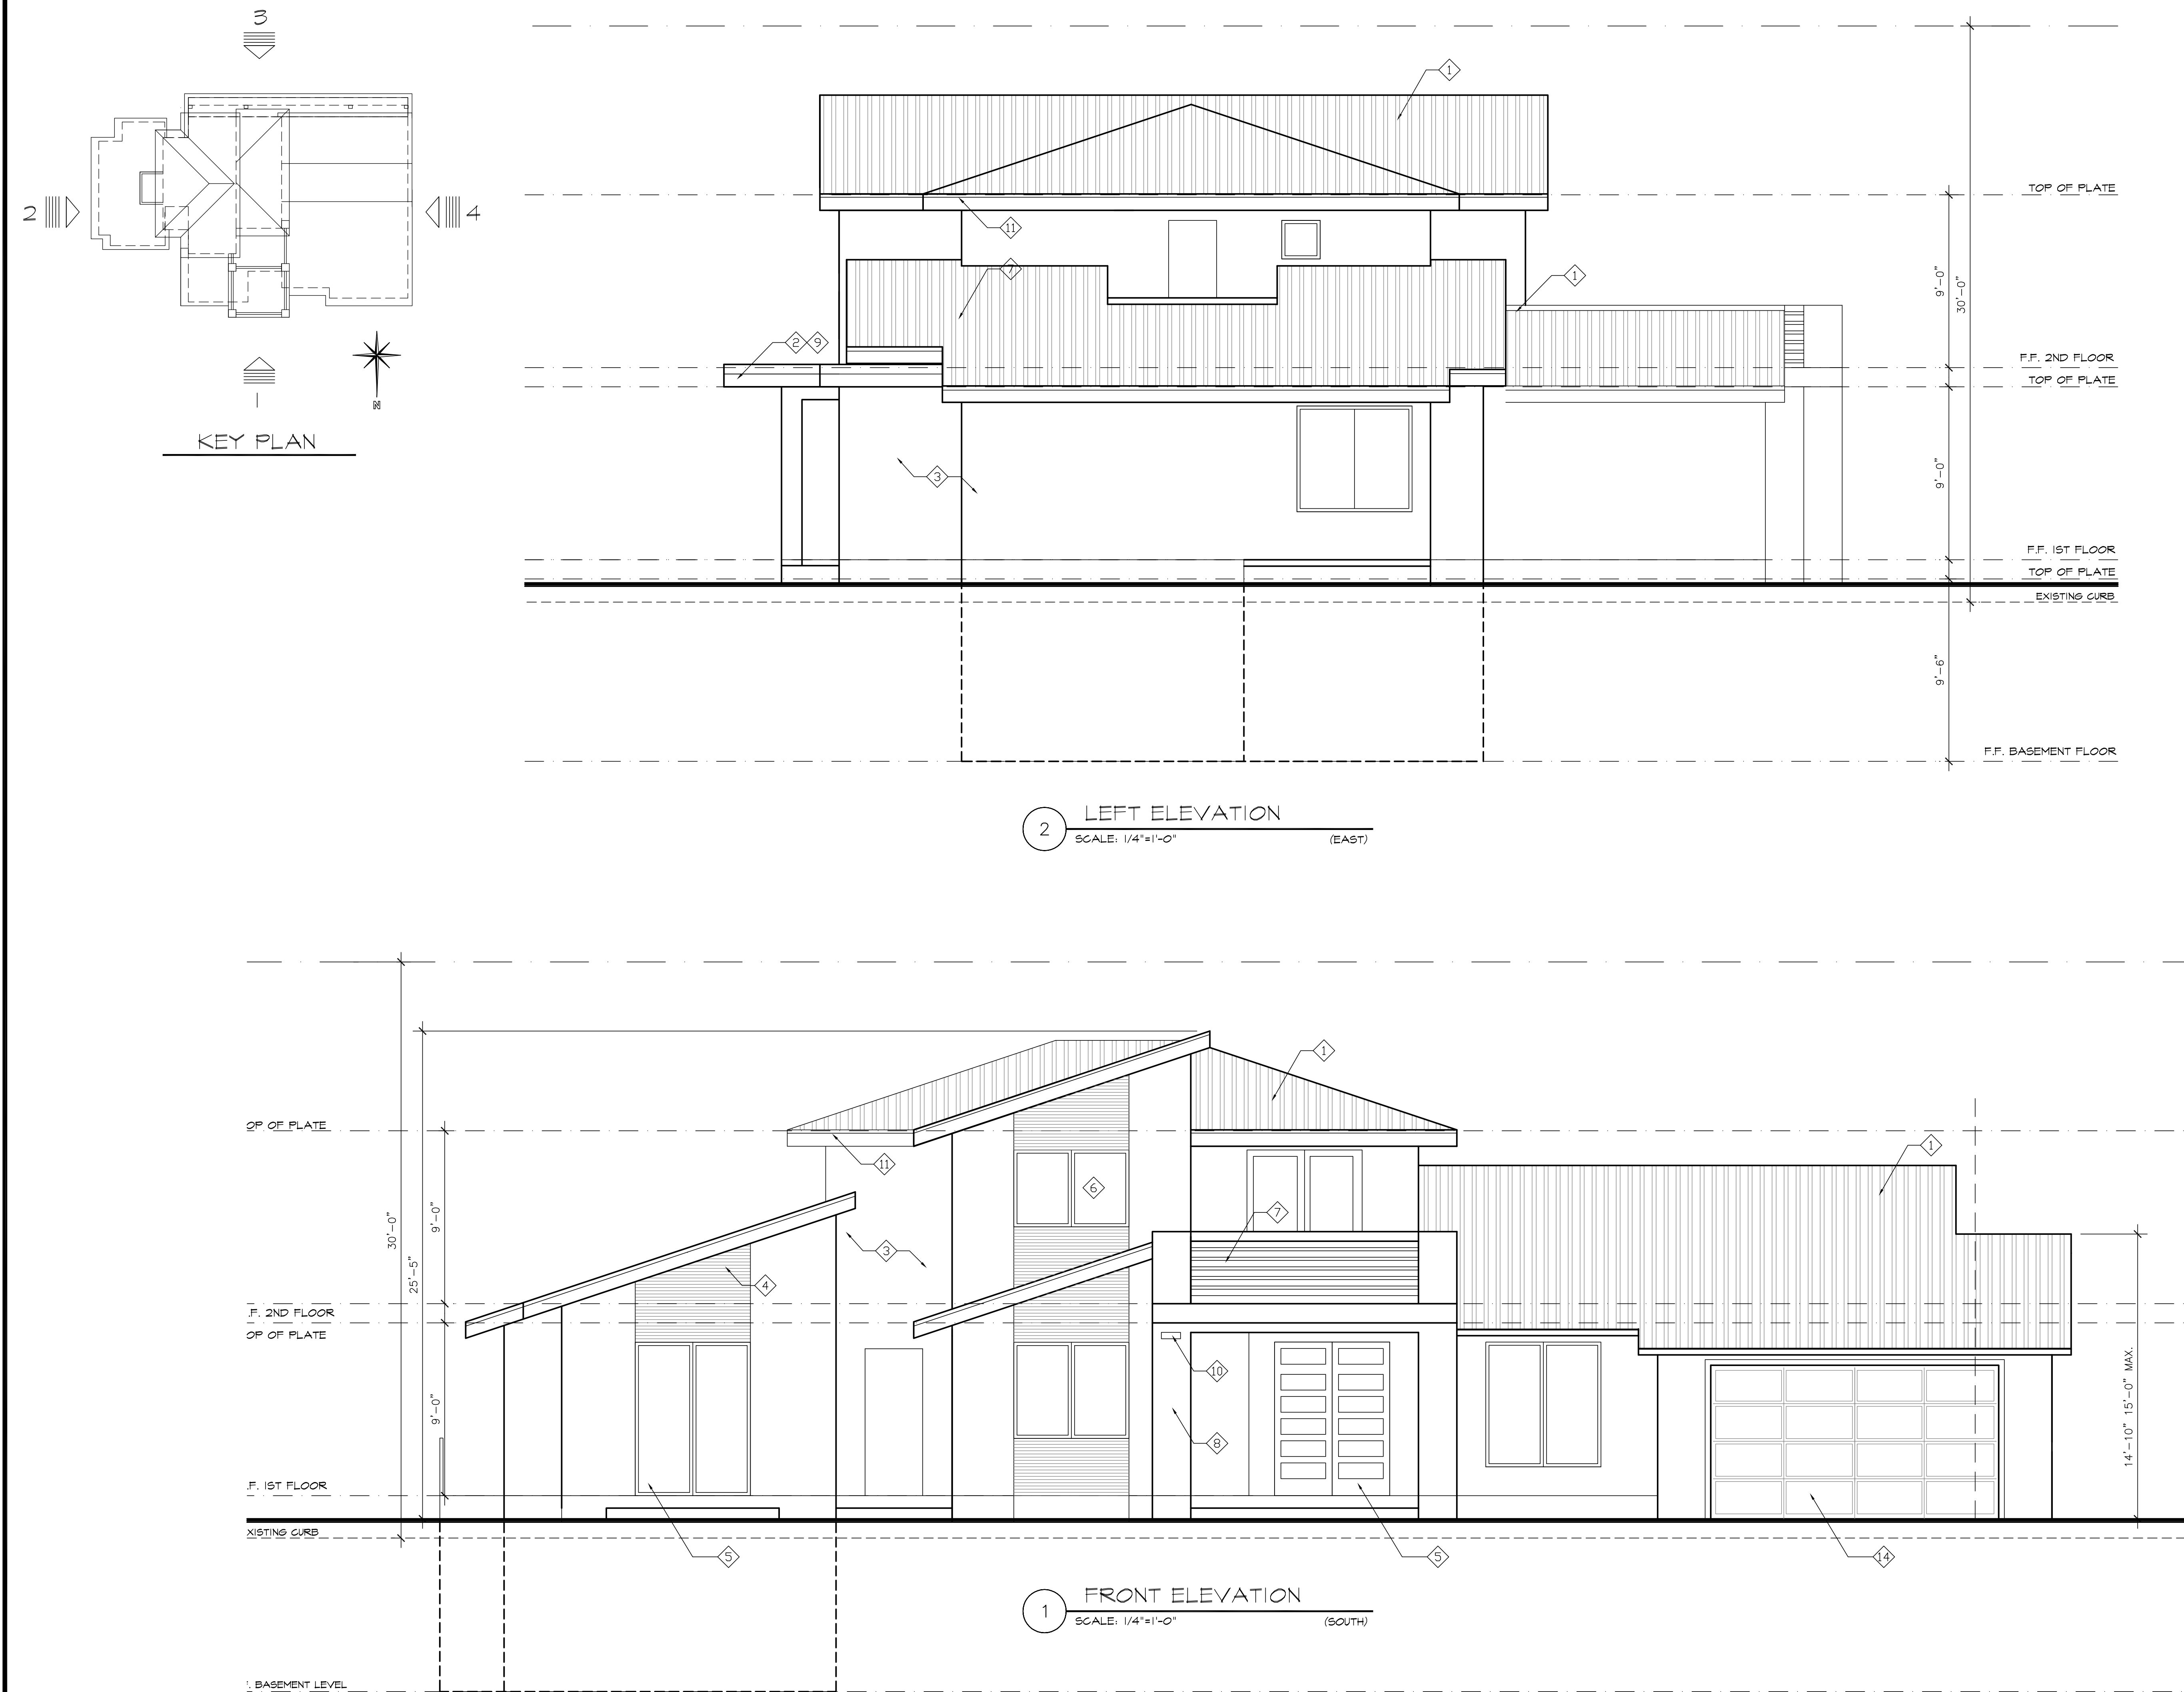 3
2
4
1
N
KEY PLAN
1
11
7
1
2
9
3
TOP OF PLATE
9'-0"
30'-0"
F.F. 2ND FLOOR
TOP OF PLATE
9'-0"
F.F. 1ST FLOOR
TOP OF PLATE
EXISTING CURB
9'-6"
F.F. BASEMENT FLOOR
2
LEFT ELEVATION
SCALE: 1/4"=1'-0" (EAST)
1
OP OF PLATE
11
1
6
9'-0"
30'-0"
7
3
25'-5"
4
.F. 2ND FLOOR
OP OF PLATE
10
14'-10" 15'-0" MAX.
9'-0"
8
.F. 1ST FLOOR
XISTING CURB
5
5
14
1
FRONT ELEVATION
SCALE: 1/4"=1'-0" (SOUTH)
. BASEMENT LEVEL